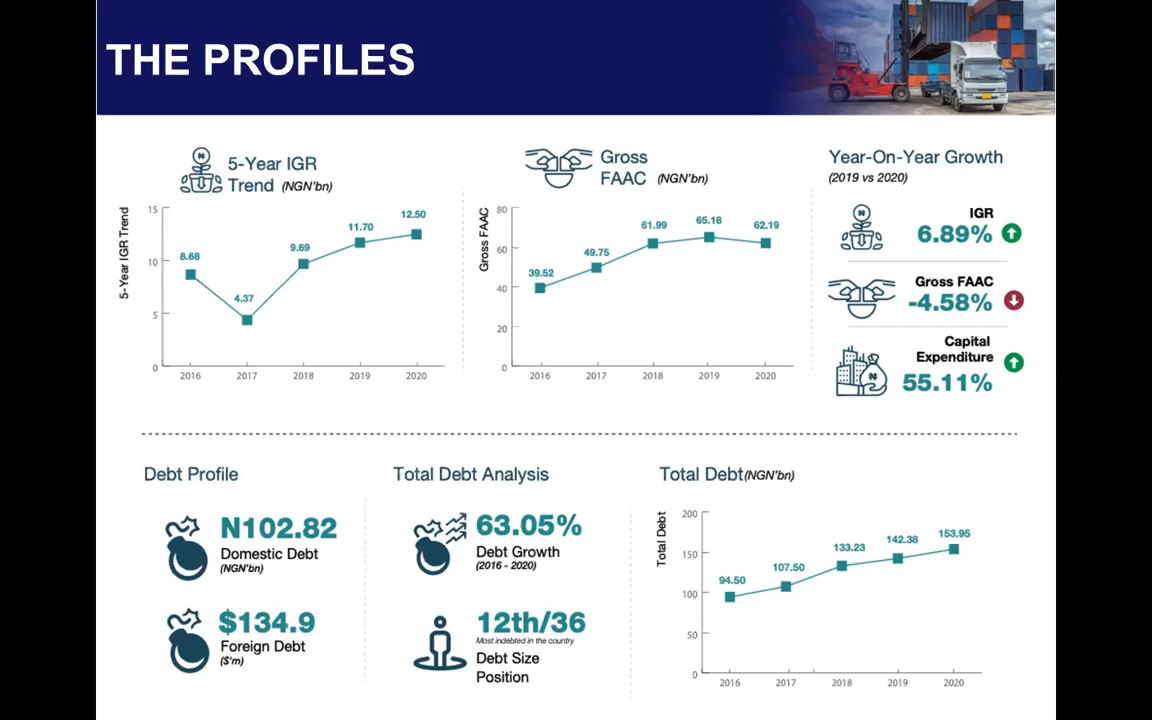 THE PROFILES
5-Year IGR
Trend (NGN'bn)
5-Year IGR Trend
15
10
5
0
8.68
4.37
9.69
11.70
12.50
2016
2017
2018
2019
2020
Gross
FAAC (NGN'bn)
Gross FAAC
80
60
40
20
0
39.52
49.75
61.99
65.18
62.19
2016
2017
2018
2019
2020
Year-On-Year Growth
(2019 vs 2020)
IGR
6.89%
Gross FAAC
-4.58%
Capital
Expenditure
55.11%
Debt Profile
N102.82
Domestic Debt
(NGN'bn)
$134.9
Foreign Debt
($'m)
Total Debt Analysis
63.05%
Debt Growth
(2016 - 2020)
12th/36
Most indebted in the country
Debt Size
Position
Total Debt(NGN'bn)
Total Debt
200
150
100
50
0
94.50
107.50
133.23
142.38
153.95
2016
2017
2018
2019
2020